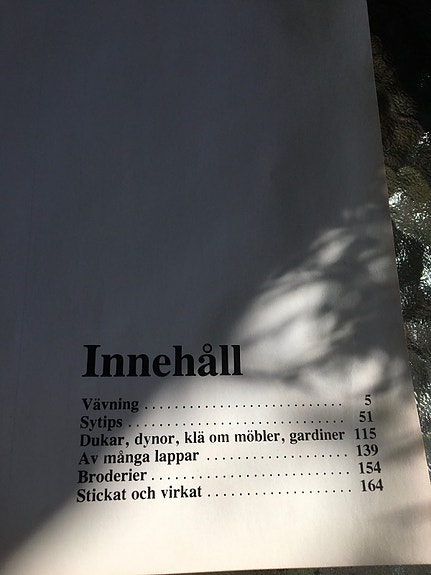 Innehåll
Vävning ............................ 5
Sytips .............................. 51
Dukar, dynor, klä om möbler, gardiner 115
Av många lappar ................... 139
Broderier .......................... 154
Stickat och virkat ................... 164